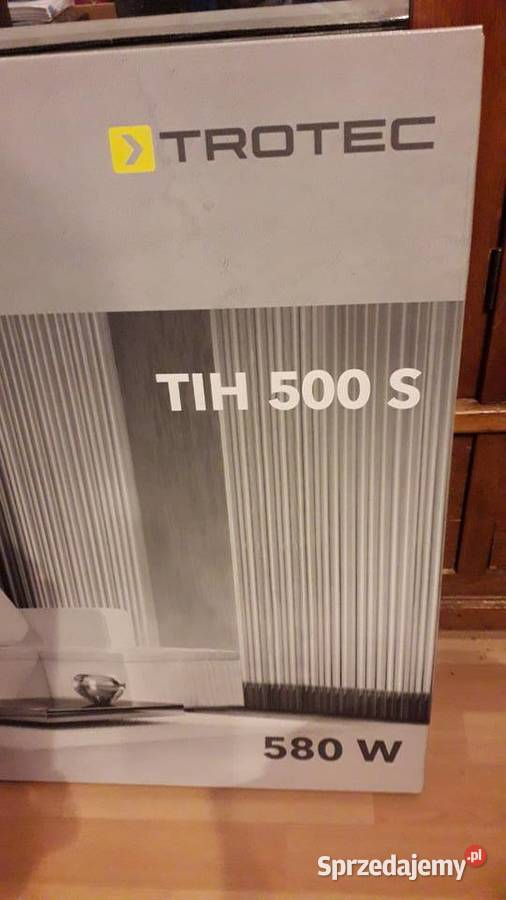 TROTEC
TIH 500 S
580 W
Sprzedajemy.pl